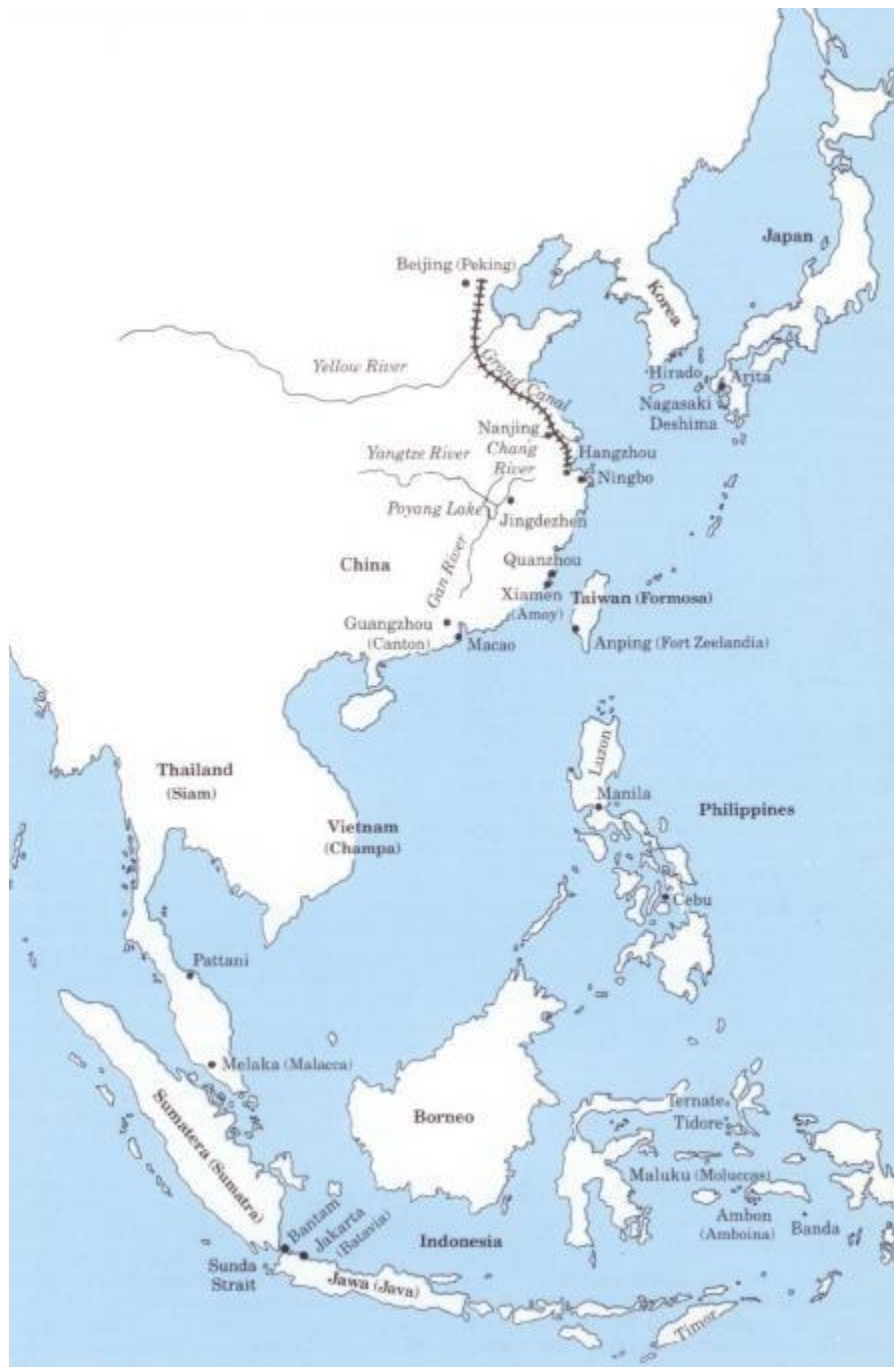 Japan
Beijing (Peking)
Korea
Yellow River
Grand Canal
Hirado
Arita
Nagasaki
Deshima
Nanjing
Chang
River
Hangzhou
Yangtze River
Ningbo
Poyang Lake
Jingdezhen
Gan River
China
Quanzhou
Xiamen
(Amoy)
Taiwan (Formosa)
Guangzhou
(Canton)
Macao
Anping (Fort Zeelandia)
Luzon
Thailand
(Siam)
Manila
Philippines
Vietnam
(Champa)
Cebu
Pattani
Melaka (Malacca)
Sumatera (Sumatra)
Borneo
Ternate
Tidore
Maluku (Moluccas)
Ambon
(Amboina)
Banda
Bantam
Jakarta
(Batavia)
Indonesia
Sunda
Strait
Jawa (Java)
Timor